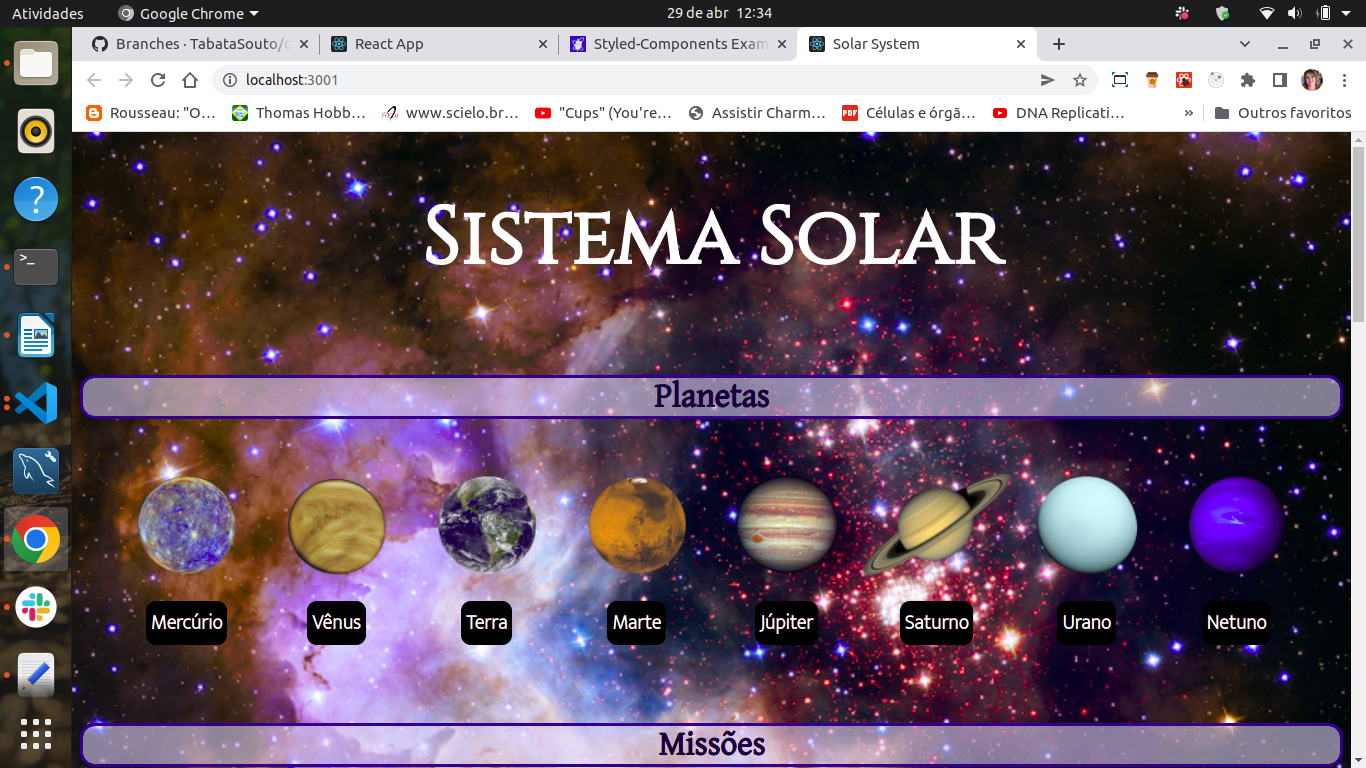 Atividades
Google Chrome
29 de abr 12:34
Branches · TabataSouto/c
React App
Styled-Components Exam
Solar System
localhost:3001
Rousseau: "O…
Thomas Hobb…
www.scielo.br…
"Cups" (You're…
Assistir Charm…
PDF
Células e órgã…
DNA Replicati…
»
Outros favoritos
Sistema Solar
Planetas
Mercúrio
Vênus
Terra
Marte
Júpiter
Saturno
Urano
Netuno
Missões